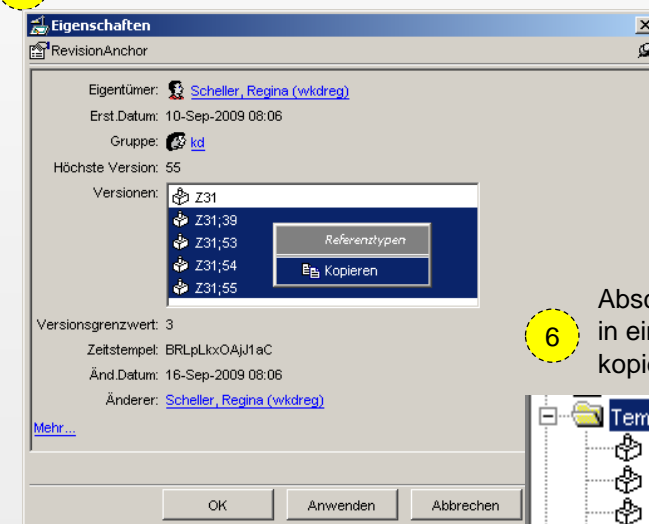 Eigenschaften
RevisionAnchor
Eigentümer: Scheller, Regina (wkdreg)
Erst.Datum: 10-Sep-2009 08:06
Gruppe: kd
Höchste Version: 55
Versionen: Z31
Z31;39
Z31;53
Z31;54
Z31;55
Referenztypen
Kopieren
Versionsgrenzwert: 3
Zeitstempel: BRLpLkxOAjJ1aC
Änd.Datum: 16-Sep-2009 08:06
Änderer: Scheller, Regina (wkdreg)
Mehr...
OK Anwenden Abbrechen
6
in